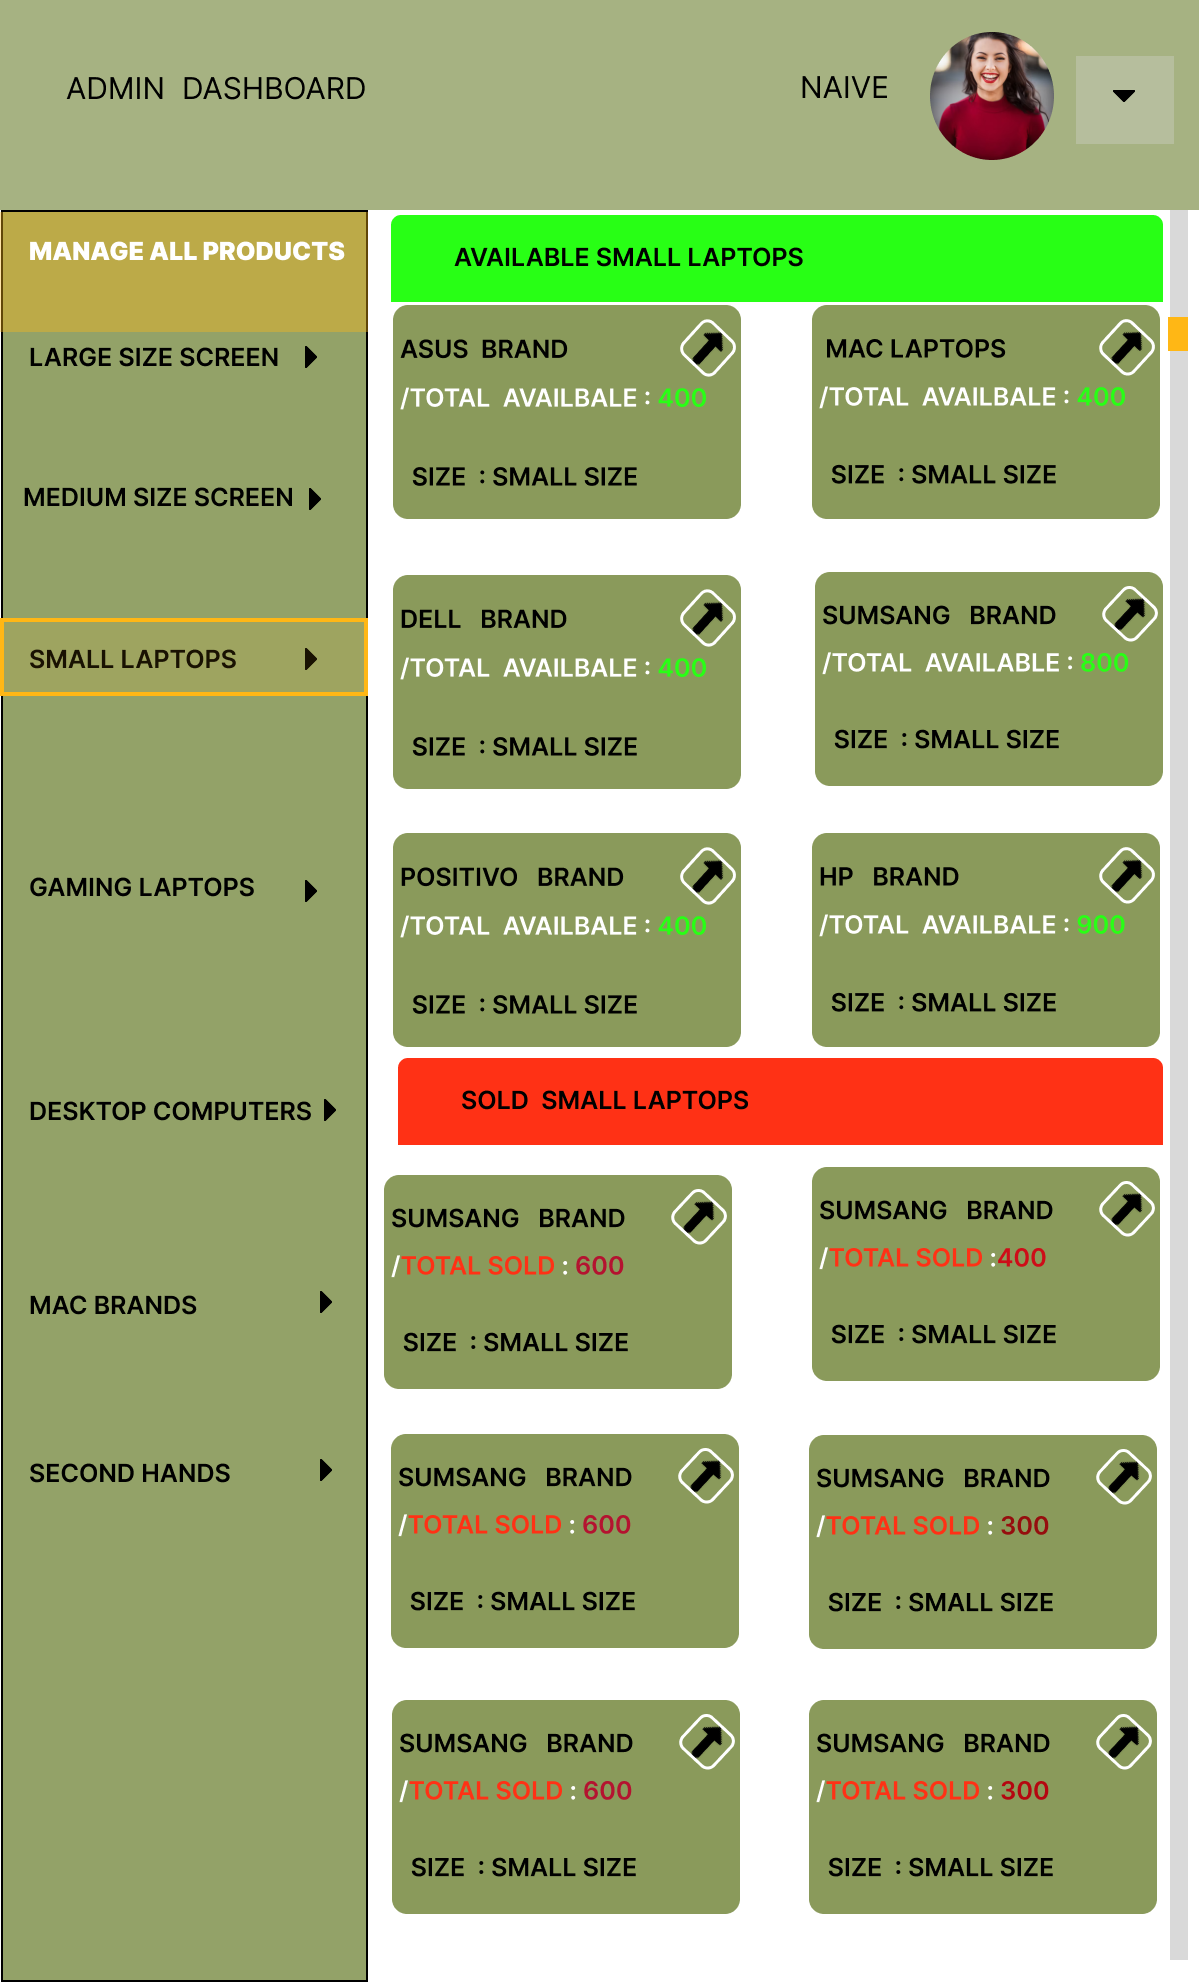 ADMIN DASHBOARD
NAIVE
MANAGE ALL PRODUCTS
LARGE SIZE SCREEN
MEDIUM SIZE SCREEN
SMALL LAPTOPS
GAMING LAPTOPS
DESKTOP COMPUTERS
MAC BRANDS
SECOND HANDS
AVAILABLE SMALL LAPTOPS
ASUS BRAND
/TOTAL AVAILBALE : 400
SIZE : SMALL SIZE
MAC LAPTOPS
/TOTAL AVAILBALE : 400
SIZE : SMALL SIZE
DELL BRAND
/TOTAL AVAILBALE : 400
SIZE : SMALL SIZE
SUMSANG BRAND
/TOTAL AVAILABLE : 800
SIZE : SMALL SIZE
POSITIVO BRAND
/TOTAL AVAILBALE : 400
SIZE : SMALL SIZE
HP BRAND
/TOTAL AVAILBALE : 900
SIZE : SMALL SIZE
SOLD SMALL LAPTOPS
SUMSANG BRAND
/TOTAL SOLD : 600
SIZE : SMALL SIZE
SUMSANG BRAND
/TOTAL SOLD :400
SIZE : SMALL SIZE
SUMSANG BRAND
/TOTAL SOLD : 600
SIZE : SMALL SIZE
SUMSANG BRAND
/TOTAL SOLD : 300
SIZE : SMALL SIZE
SUMSANG BRAND
/TOTAL SOLD : 600
SIZE : SMALL SIZE
SUMSANG BRAND
/TOTAL SOLD : 300
SIZE : SMALL SIZE